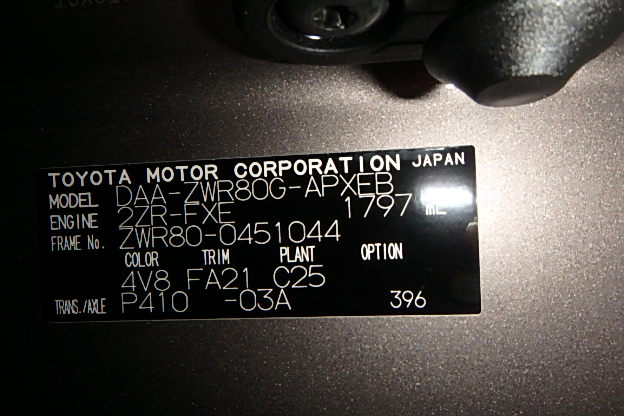 TOYOTA MOTOR CORPORATION JAPAN
MODEL DAA-ZWR80G-APXEB
ENGINE 2ZR-FXE 1797 ML
FRAME No. ZWR80-0451044
COLOR TRIM PLANT OPTION
4V8 FA21 C25
TRANS./AXLE P410 -03A 396